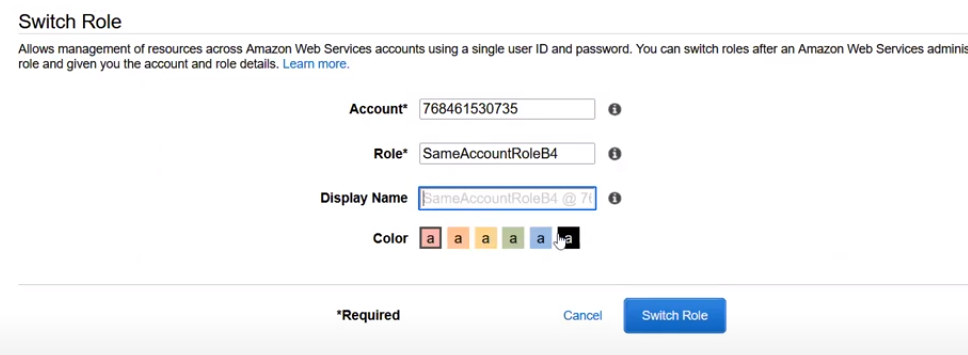 Switch Role
Allows management of resources across Amazon Web Services accounts using a single user ID and password. You can switch roles after an Amazon Web Services
role and given you the account and role details. Learn more.
Account* 768461530735
Role* SameAccountRoleB4
Display Name SameAccountRoleB4 @
Color a a a a a a
*Required Cancel Switch Role